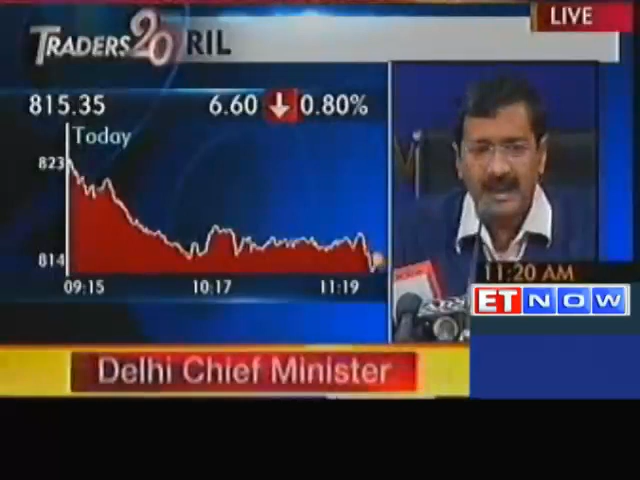 LIVE
TRADERS 20 RIL
815.35 6.60 0.80%
Today
823
814
09:15 10:17 11:19
11:20 AM
ET NOW
Delhi Chief Minister